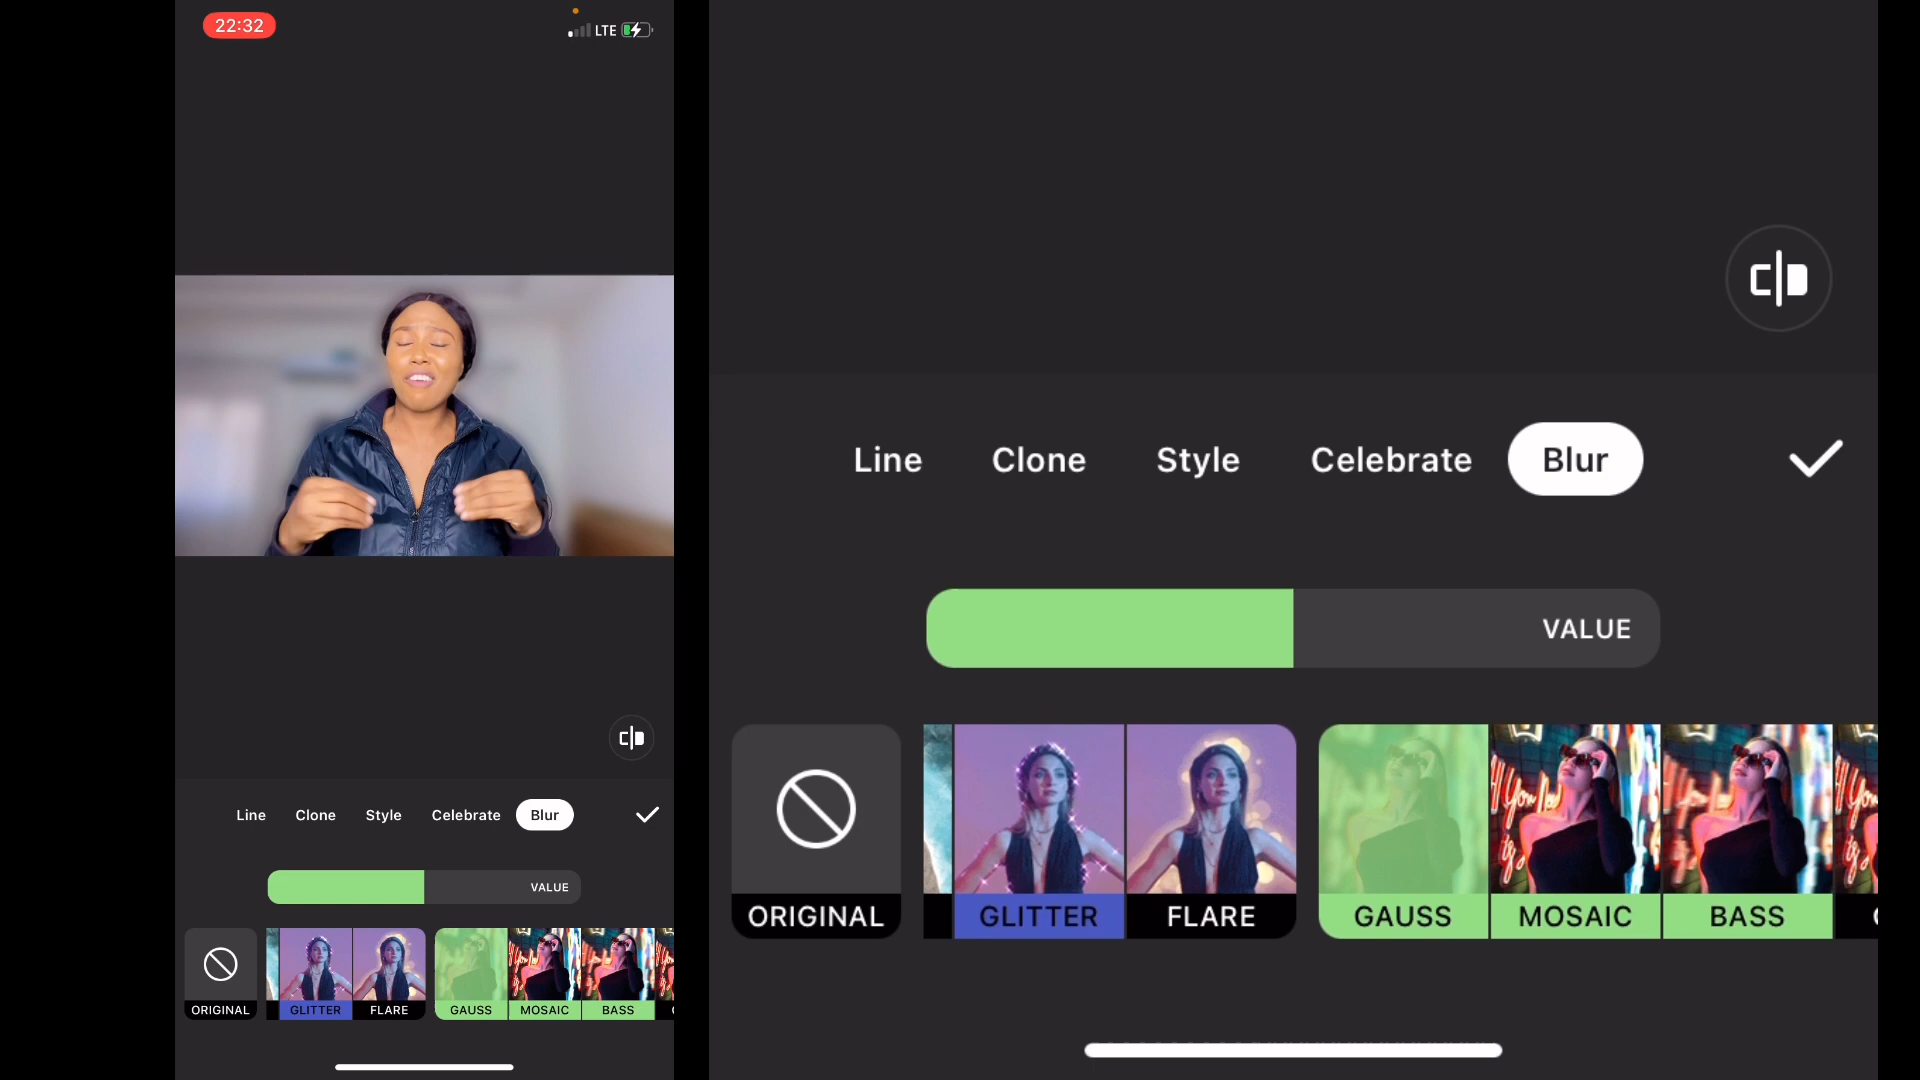 22:32
LTE
Line Clone Style Celebrate Blur
VALUE
ORIGINAL GLITTER FLARE GAUSS MOSAIC BASS
Line Clone Style Celebrate Blur
VALUE
ORIGINAL GLITTER FLARE GAUSS MOSAIC BASS